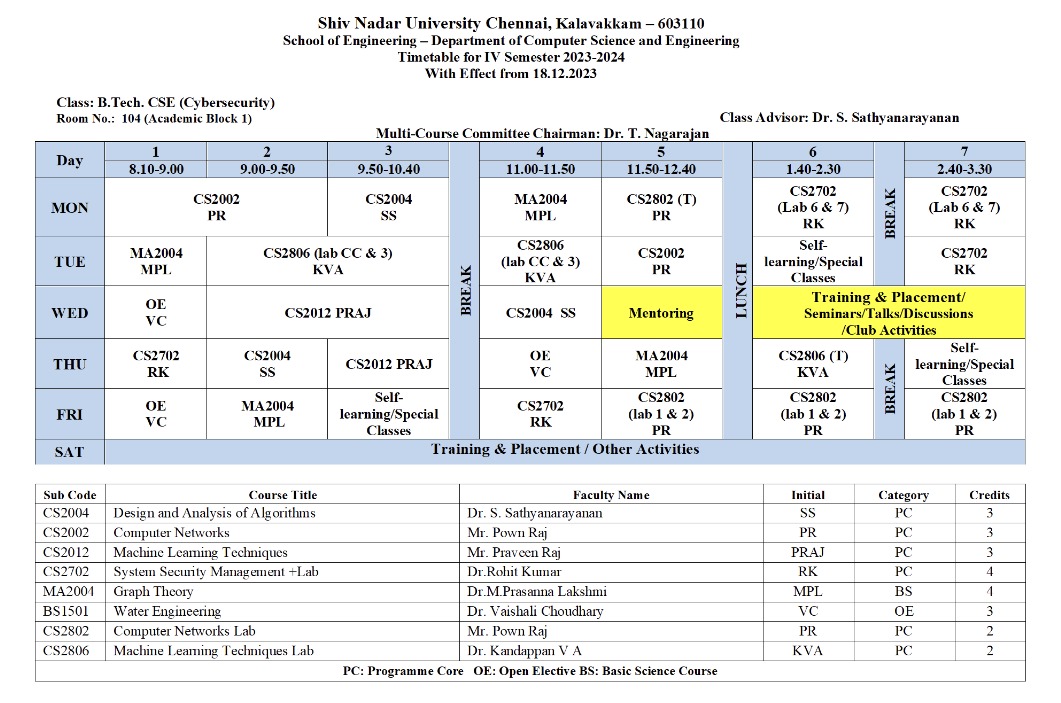 Shiv Nadar University Chennai, Kalavakkam – 603110
School of Engineering – Department of Computer Science and Engineering
Timetable for IV Semester 2023-2024
With Effect from 18.12.2023
Class: B.Tech. CSE (Cybersecurity)
Room No.: 104 (Academic Block 1)
Class Advisor: Dr. S. Sathyanarayanan
Multi-Course Committee Chairman: Dr. T. Nagarajan
Day 1 2 3 BREAK 4 5 LUNCH 6 BREAK 7
8.10-9.00 9.00-9.50 9.50-10.40 11.00-11.50 11.50-12.40 1.40-2.30 2.40-3.30
MON
CS2002
PR
CS2004
SS
MA2004
MPL
CS2802 (T)
PR
CS2702
(Lab 6 & 7)
RK
CS2702
(Lab 6 & 7)
RK
TUE
MA2004
MPL
CS2806 (lab CC & 3)
KVA
CS2806
(lab CC & 3)
KVA
CS2002
PR
Self-
learning/Special
Classes
CS2702
RK
WED
OE
VC
CS2012 PRAJ
CS2004 SS
Mentoring
Training & Placement/
Seminars/Talks/Discussions
/Club Activities
THU
CS2702
RK
CS2004
SS
CS2012 PRAJ
OE
VC
MA2004
MPL
CS2806 (T)
KVA
BREAK
Self-
learning/Special
Classes
FRI
OE
VC
MA2004
MPL
Self-
learning/Special
Classes
CS2702
RK
CS2802
(lab 1 & 2)
PR
CS2802
(lab 1 & 2)
PR
CS2802
(lab 1 & 2)
PR
SAT Training & Placement / Other Activities
Sub Code Course Title Faculty Name Initial Category Credits
CS2004 Design and Analysis of Algorithms Dr. S. Sathyanarayanan SS PC 3
CS2002 Computer Networks Mr. Pown Raj PR PC 3
CS2012 Machine Learning Techniques Mr. Praveen Raj PRAJ PC 3
CS2702 System Security Management +Lab Dr.Rohit Kumar RK PC 4
MA2004 Graph Theory Dr.M.Prasanna Lakshmi MPL BS 4
BS1501 Water Engineering Dr. Vaishali Choudhary VC OE 3
CS2802 Computer Networks Lab Mr. Pown Raj PR PC 2
CS2806 Machine Learning Techniques Lab Dr. Kandappan V A KVA PC 2
PC: Programme Core OE: Open Elective BS: Basic Science Course